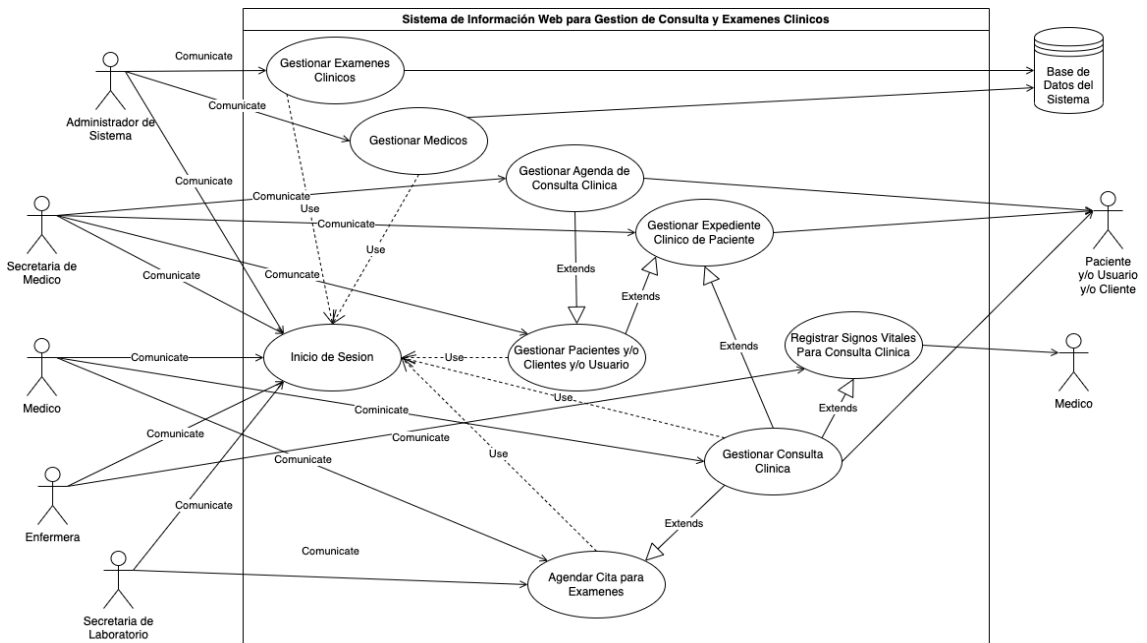 Sistema de Información Web para Gestion de Consulta y Examenes Clinicos
Comunicate
Gestionar Examenes
Clinicos
Base de
Datos del
Sistema
Comunicate
Administrador de
Sistema
Gestionar Medicos
Comunicate
Gestionar Agenda de
Consulta Clinica
Comunicate
Use
Comunicate
Gestionar Expediente
Clinico de Paciente
Use
Secretaria de
Medico
Paciente
y/o Usuario
y/o Cliente
Comunicate
Comuncate
Extends
Extends
Inicio de Sesion
Gestionar Pacientes y/o
Clientes y/o Usuario
Registrar Signos Vitales
Para Consulta Clinica
Extends
Comunicate
Use
Medico
Medico
Use
Extends
Cominicate
Comunicate
Comunicate
Use
Comunicate
Gestionar Consulta
Clinica
Comunicate
Enfermera
Extends
Comunicate
Agendar Cita para
Examenes
Secretaria de
Laboratorio